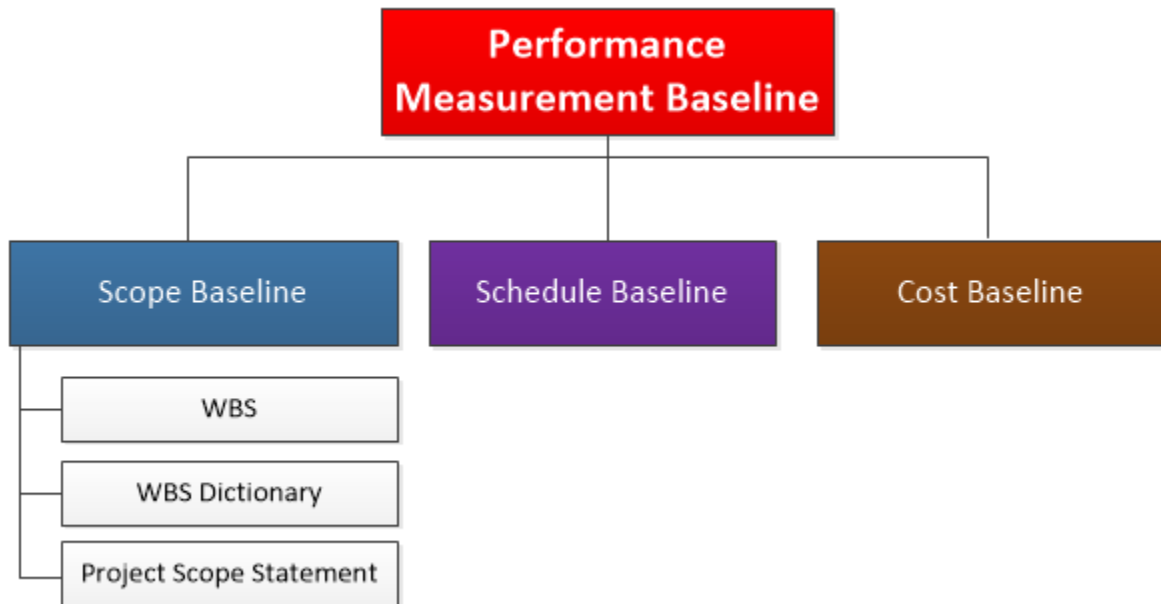 Performance
Measurement Baseline
Scope Baseline
Schedule Baseline
Cost Baseline
WBS
WBS Dictionary
Project Scope Statement